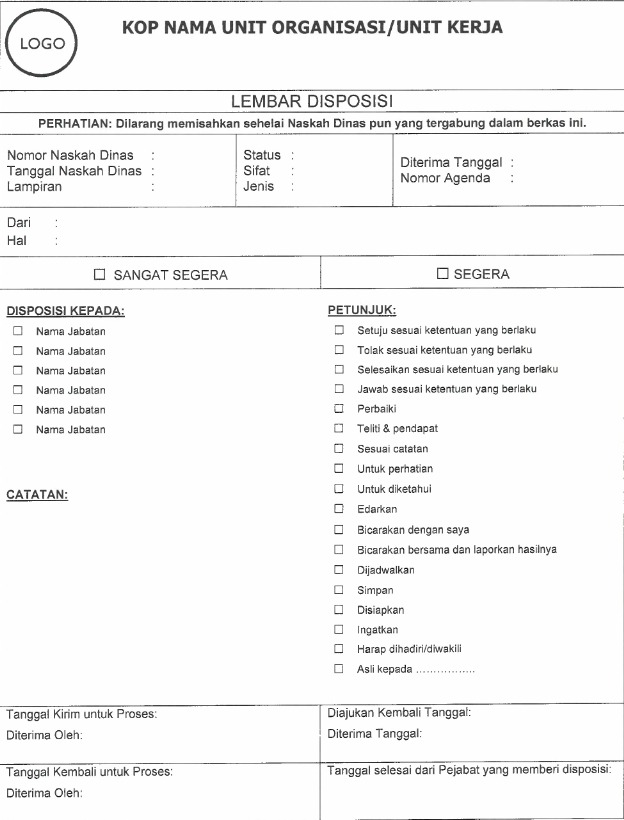 LOGO
KOP NAMA UNIT ORGANISASI/UNIT KERJA
LEMBAR DISPOSISI
PERHATIAN: Dilarang memisahkan sehelai Naskah Dinas pun yang tergabung dalam berkas ini.
Nomor Naskah Dinas :
Tanggal Naskah Dinas :
Lampiran :
Status :
Sifat :
Jenis :
Diterima Tanggal :
Nomor Agenda :
Dari :
Hal :
☐ SANGAT SEGERA
☐ SEGERA
DISPOSISI KEPADA:
☐ Nama Jabatan
☐ Nama Jabatan
☐ Nama Jabatan
☐ Nama Jabatan
☐ Nama Jabatan
☐ Nama Jabatan
CATATAN:
PETUNJUK:
☐ Setuju sesuai ketentuan yang berlaku
☐ Tolak sesuai ketentuan yang berlaku
☐ Selesaikan sesuai ketentuan yang berlaku
☐ Jawab sesuai ketentuan yang berlaku
☐ Perbaiki
☐ Teliti & pendapat
☐ Sesuai catatan
☐ Untuk perhatian
☐ Untuk diketahui
☐ Edarkan
☐ Bicarakan dengan saya
☐ Bicarakan bersama dan laporkan hasilnya
☐ Dijadwalkan
☐ Simpan
☐ Disiapkan
☐ Ingatkan
☐ Harap dihadiri/diwakili
☐ Asli kepada ................
Tanggal Kirim untuk Proses:
Diterima Oleh:
Diajukan Kembali Tanggal:
Diterima Tanggal:
Tanggal Kembali untuk Proses:
Diterima Oleh:
Tanggal selesai dari Pejabat yang memberi disposisi: